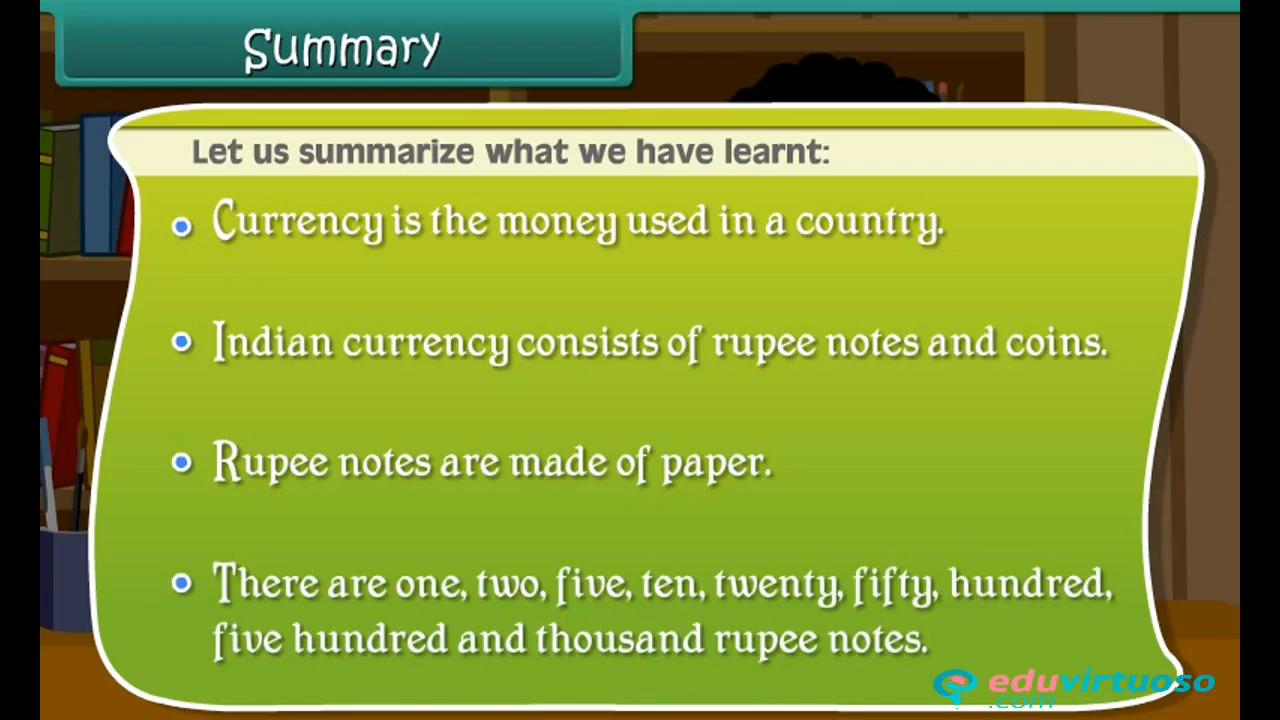 Summary
Let us summarize what we have learnt:
Currency is the money used in a country.
Indian currency consists of rupee notes and coins.
Rupee notes are made of paper.
There are one, two, five, ten, twenty, fifty, hundred,
five hundred and thousand rupee notes.
eduvirtuoso
.com